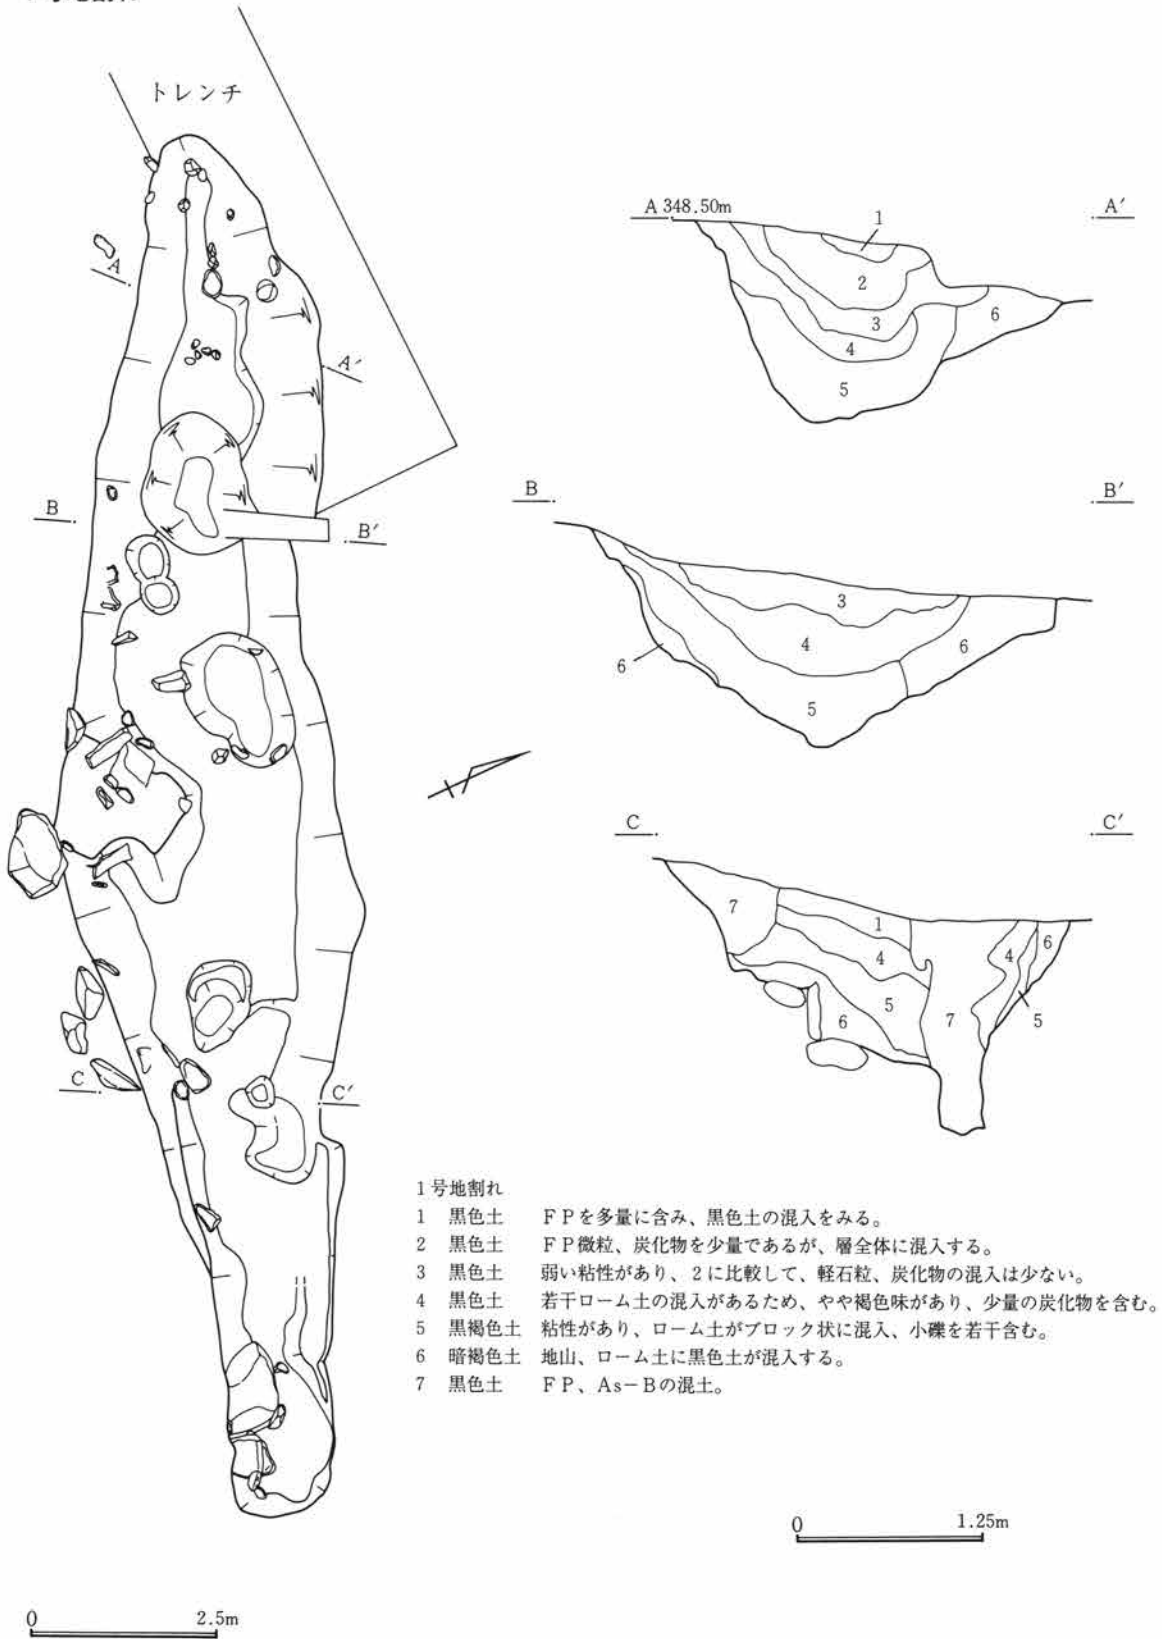 トレンチ
A 348.50m
A′
1
2
3
4
5
6
A
A′
B
B′
B
B′
3
4
5
6
6
C
C′
7
1
4
5
6
7
4
6
5
C
C′
1号地割れ
1 黒色土 FPを多量に含み、黒色土の混入をみる。
2 黒色土 FP微粒、炭化物を少量であるが、層全体に混入する。
3 黒色土 弱い粘性があり、2に比較して、軽石粒、炭化物の混入は少ない。
4 黒色土 若干ローム土の混入があるため、やや褐色味があり、少量の炭化物を含む。
5 黒褐色土 粘性があり、ローム土がブロック状に混入、小礫を若干含む。
6 暗褐色土 地山、ローム土に黒色土が混入する。
7 黒色土 FP、As-Bの混土。
0 1.25m
0 2.5m